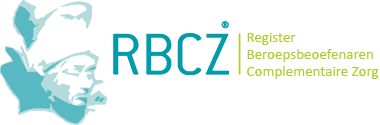 RBCZ®
Register
Beroepsbeoefenaren
Complementaire Zorg